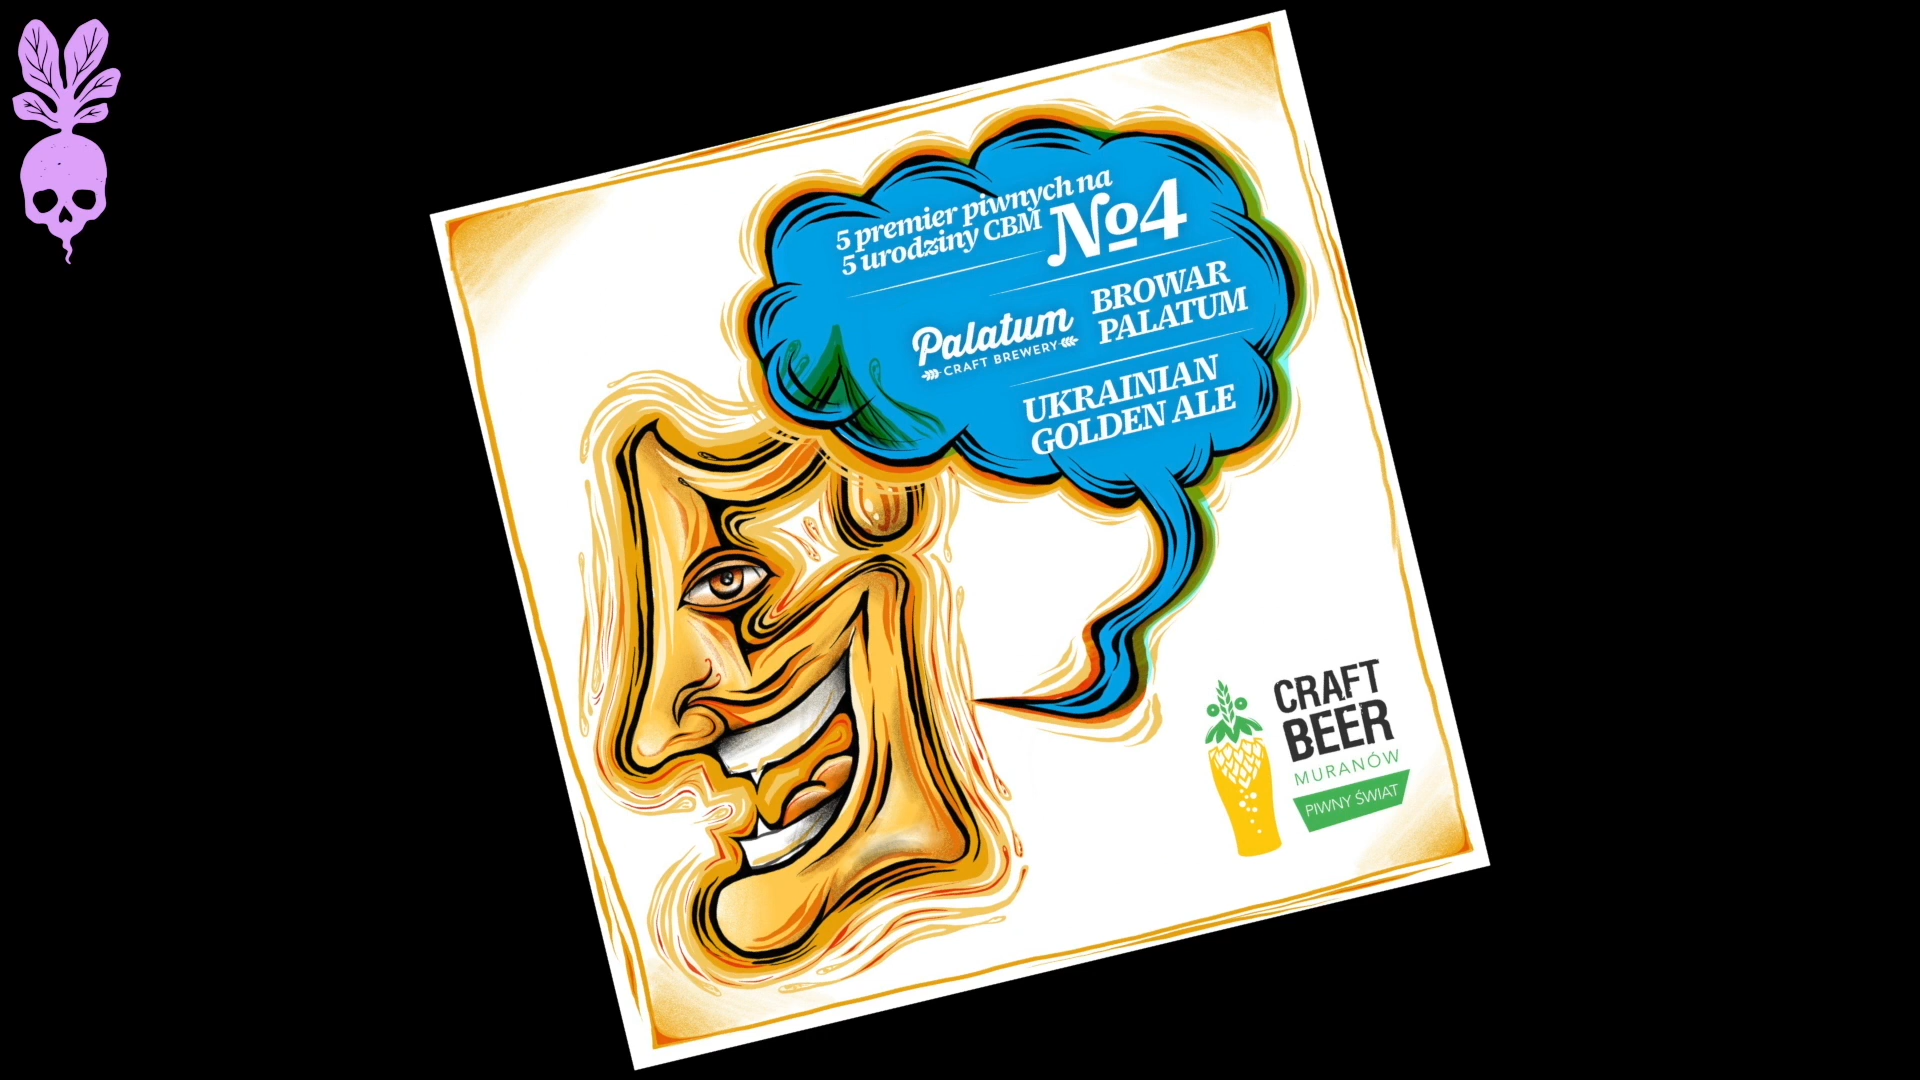 5 premier piwnych na
5 urodziny CBM
№4
Palatum
CRAFT BREWERY
BROWAR
PALATUM
UKRAINIAN
GOLDEN ALE
CRAFT
BEER
MURANÓW
PIWNY ŚWIAT